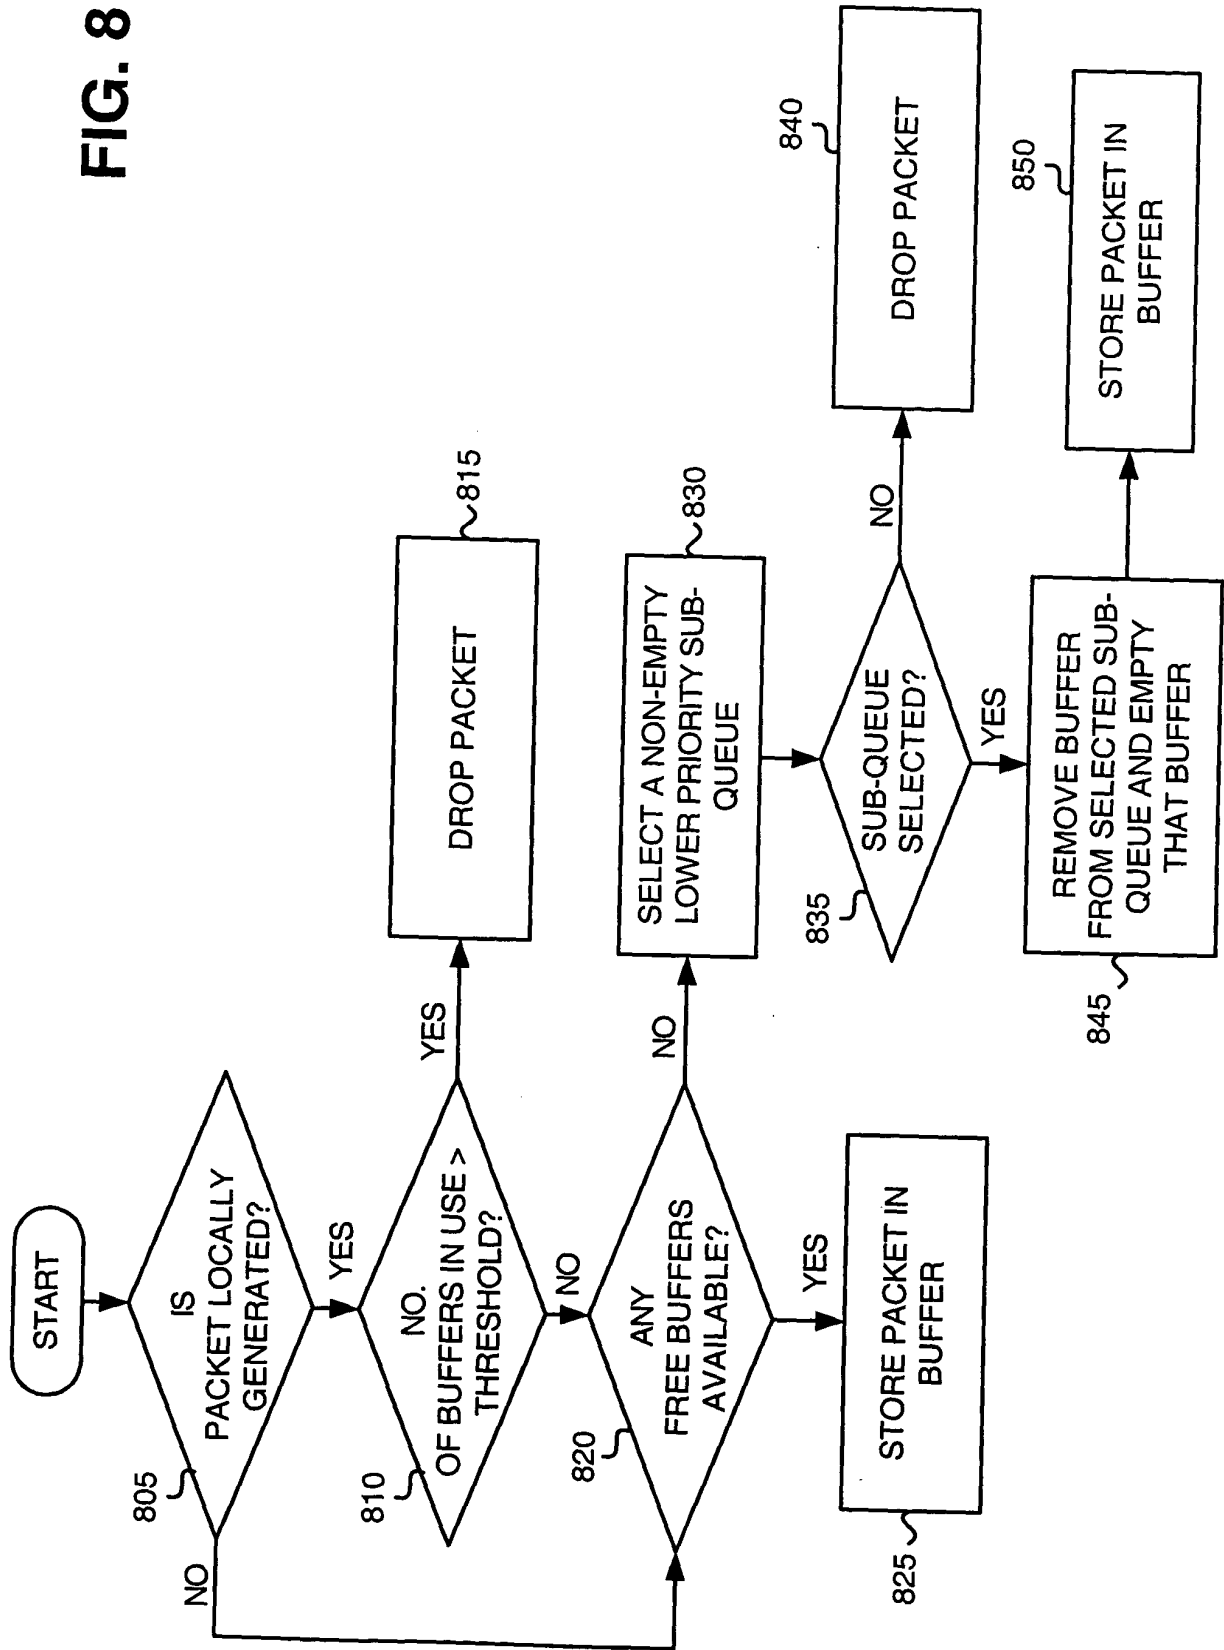 FIG. 8
START
IS
PACKET LOCALLY
GENERATED?
805
NO
YES
NO.
OF BUFFERS IN USE >
THRESHOLD?
810
YES
DROP PACKET
815
NO
ANY
FREE BUFFERS
AVAILABLE?
820
YES
STORE PACKET IN
BUFFER
825
NO
SELECT A NON-EMPTY
LOWER PRIORITY SUB-
QUEUE
830
SUB-QUEUE
SELECTED?
835
NO
DROP PACKET
840
YES
REMOVE BUFFER
FROM SELECTED SUB-
QUEUE AND EMPTY
THAT BUFFER
845
STORE PACKET IN
BUFFER
850